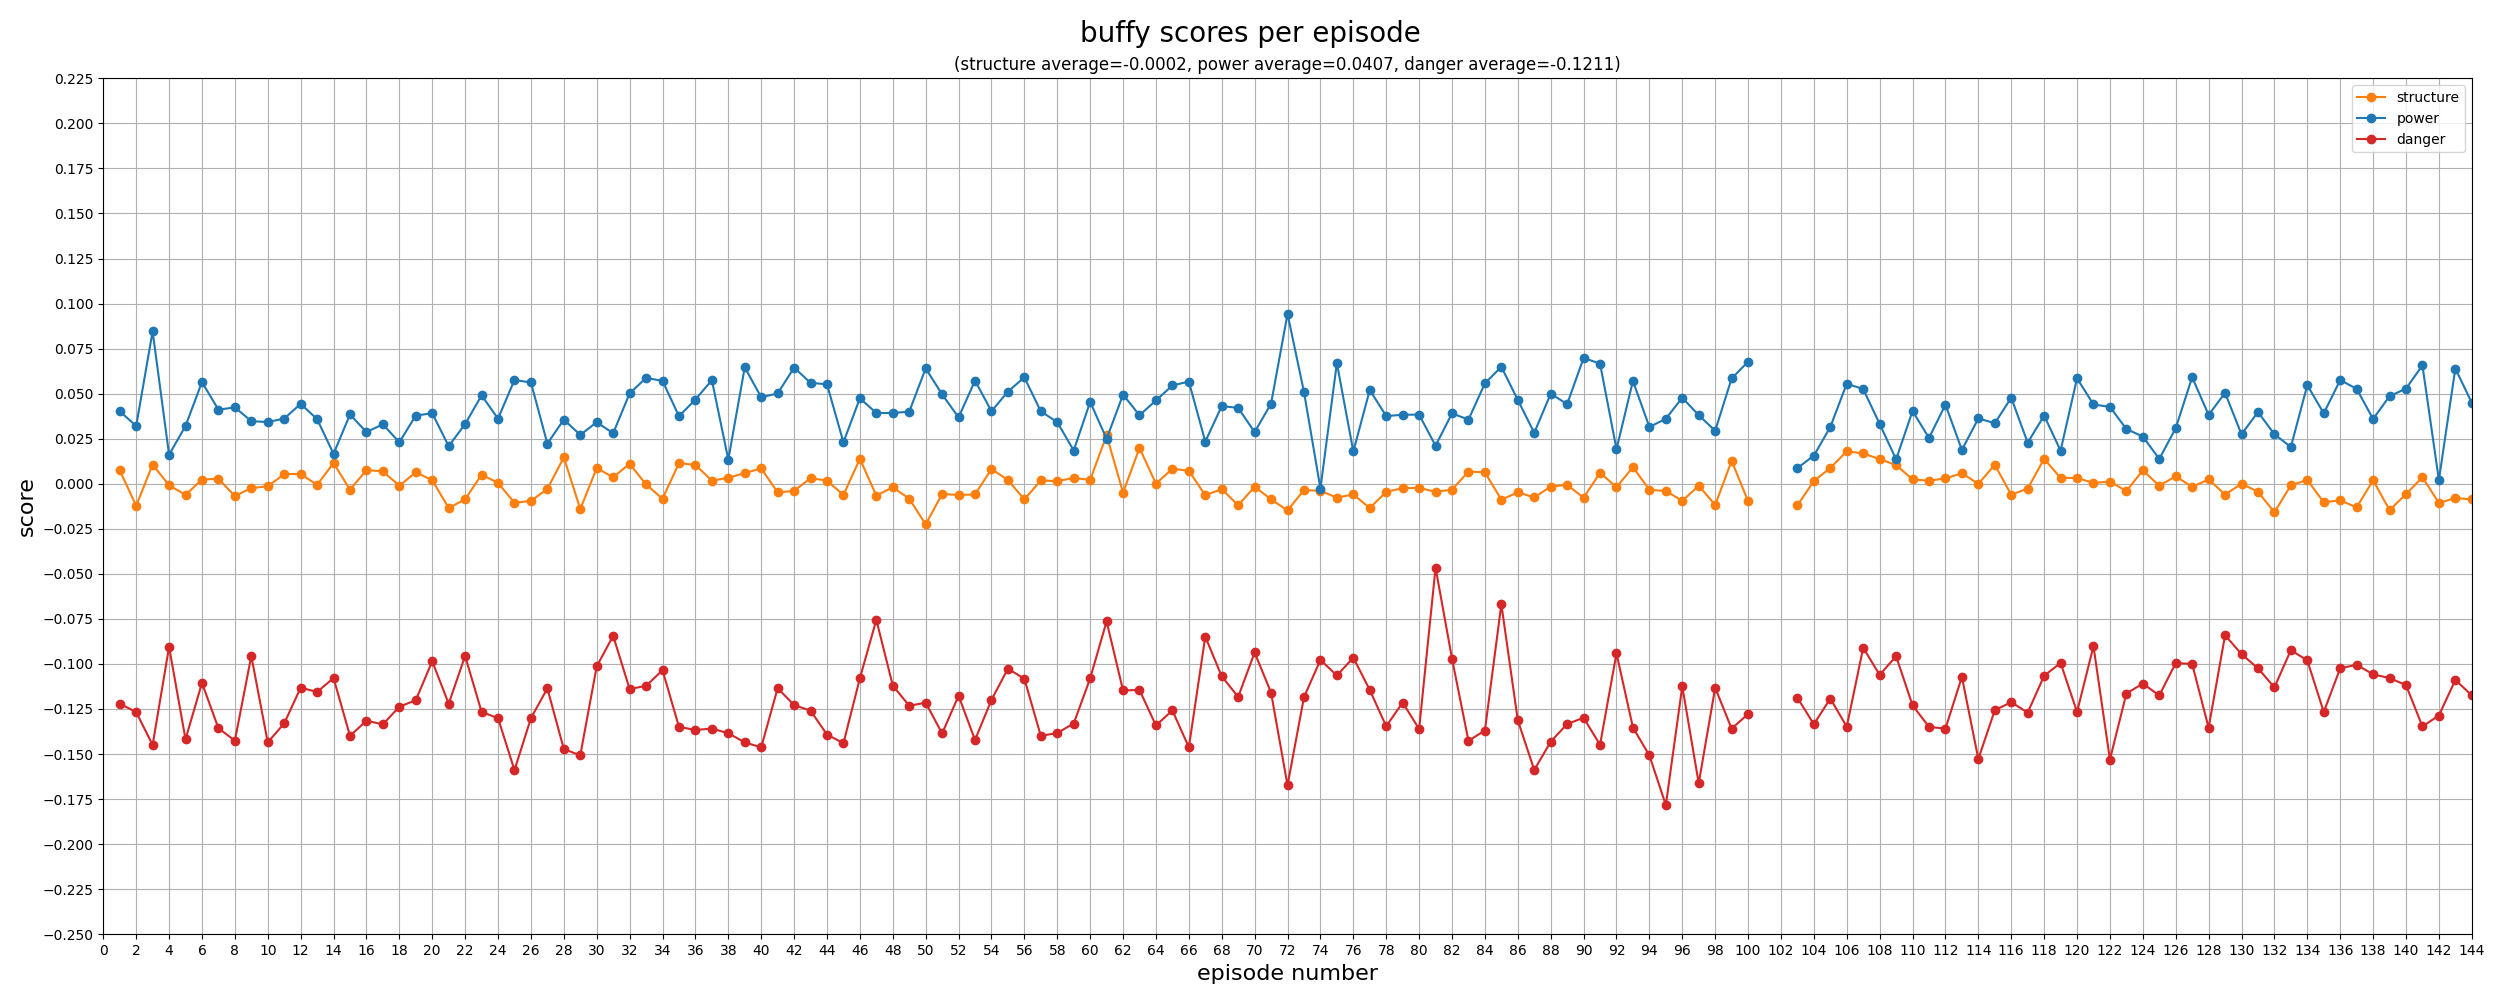 buffy scores per episode
(structure average=-0.0002, power average=0.0407, danger average=-0.1211)
structure
power
danger
score
0.225
0.200
0.175
0.150
0.125
0.100
0.075
0.050
0.025
0.000
−0.025
−0.050
−0.075
−0.100
−0.125
−0.150
−0.175
−0.200
−0.225
−0.250
0 2 4 6 8 10 12 14 16 18 20 22 24 26 28 30 32 34 36 38 40 42 44 46 48 50 52 54 56 58 60 62 64 66 68 70 72 74 76 78 80 82 84 86 88 90 92 94 96 98 100 102 104 106 108 110 112 114 116 118 120 122 124 126 128 130 132 134 136 138 140 142 144
episode number